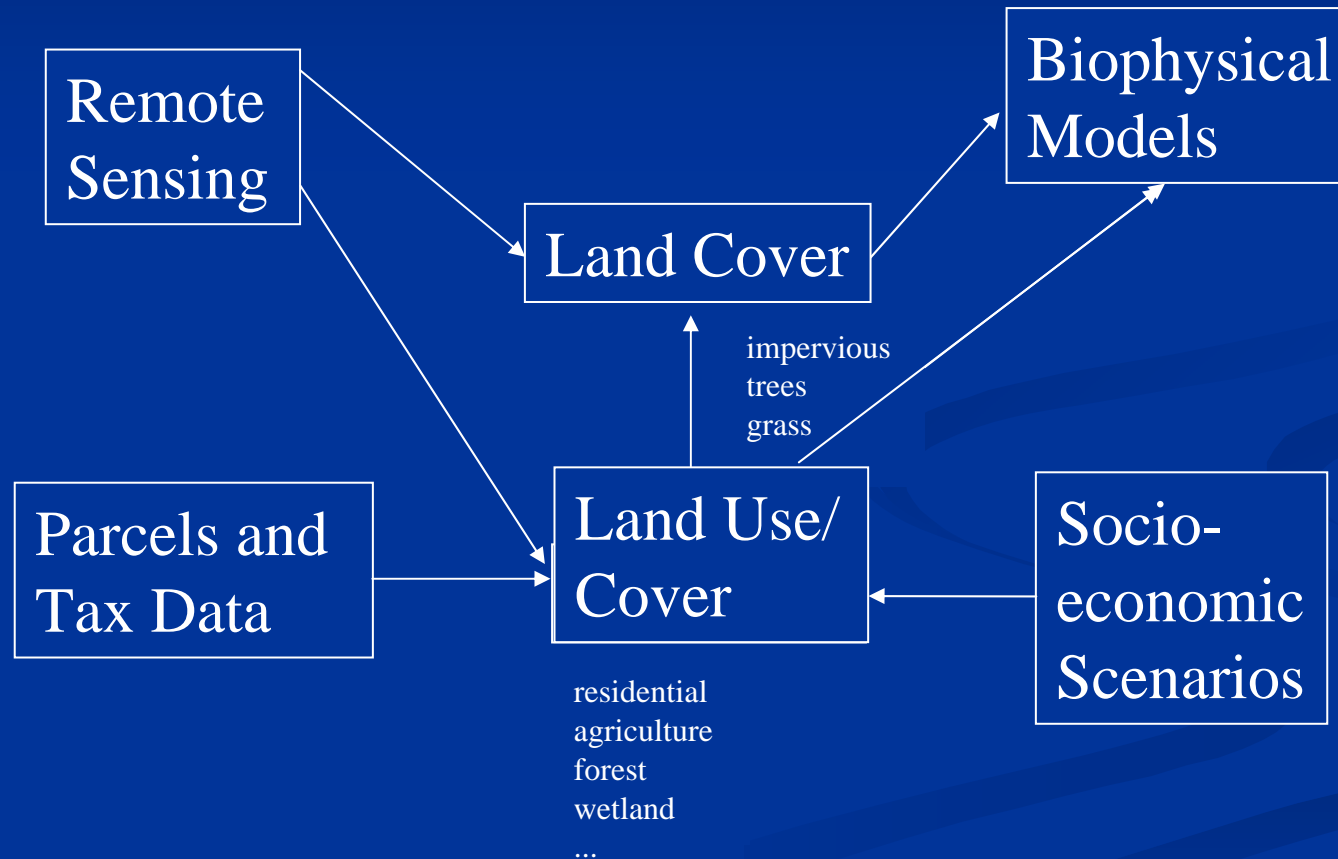 Remote
Sensing
Biophysical
Models
Land Cover
impervious
trees
grass
Parcels and
Tax Data
Land Use/
Cover
Socio-
economic
Scenarios
residential
agriculture
forest
wetland
...